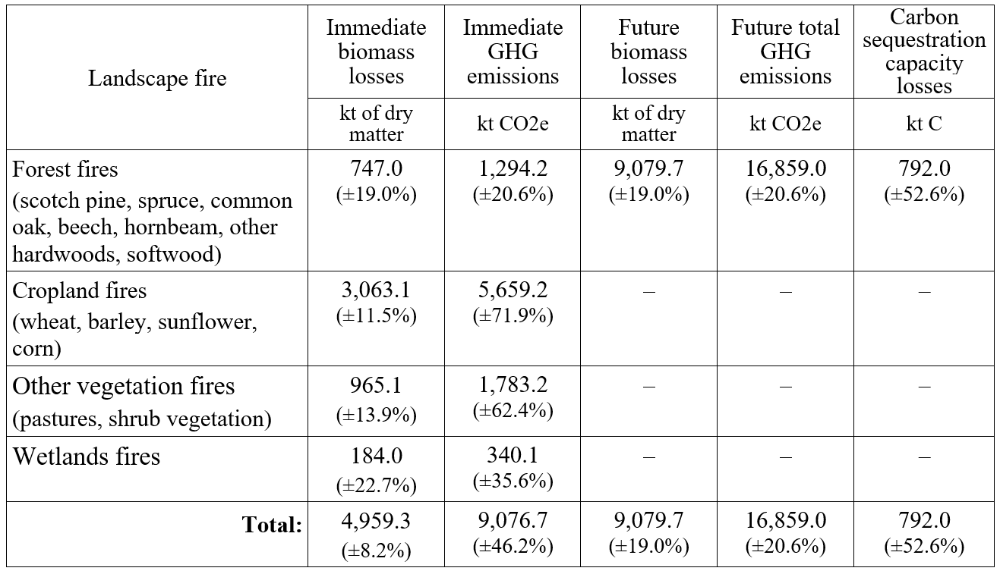 Landscape fire
Immediate
biomass
losses
Immediate
GHG
emissions
Future
biomass
losses
Future total
GHG
emissions
Carbon
sequestration
capacity
losses
kt of dry
matter
kt CO2e
kt of dry
matter
kt CO2e
kt C
Forest fires
(scotch pine, spruce, common
oak, beech, hornbeam, other
hardwoods, softwood)
747.0
(±19.0%)
1,294.2
(±20.6%)
9,079.7
(±19.0%)
16,859.0
(±20.6%)
792.0
(±52.6%)
Cropland fires
(wheat, barley, sunflower,
corn)
3,063.1
(±11.5%)
5,659.2
(±71.9%)
–
–
–
Other vegetation fires
(pastures, shrub vegetation)
965.1
(±13.9%)
1,783.2
(±62.4%)
–
–
–
Wetlands fires
184.0
(±22.7%)
340.1
(±35.6%)
–
–
–
Total:
4,959.3
(±8.2%)
9,076.7
(±46.2%)
9,079.7
(±19.0%)
16,859.0
(±20.6%)
792.0
(±52.6%)